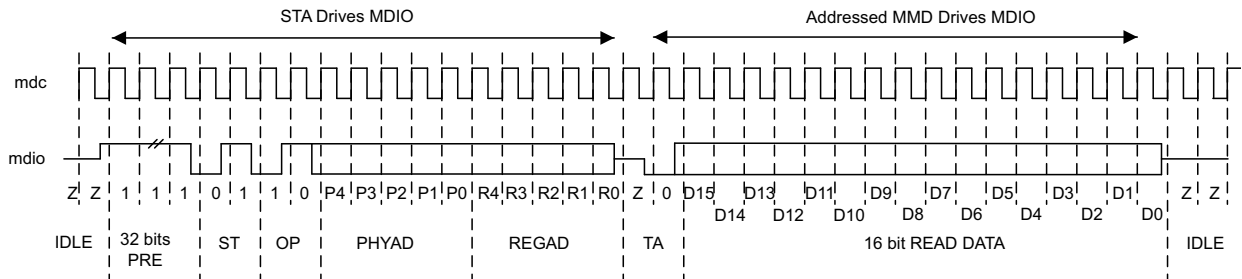 STA Drives MDIO Addressed MMD Drives MDIO
mdc
mdio
Z Z 1 1 1 0 1 1 0 P4 P3 P2 P1 P0 R4 R3 R2 R1 R0 Z 0 D15 D13 D11 D9 D7 D5 D3 D1 Z Z
D14 D12 D10 D8 D6 D4 D2 D0
IDLE 32 bits ST OP PHYAD REGAD TA 16 bit READ DATA IDLE
PRE